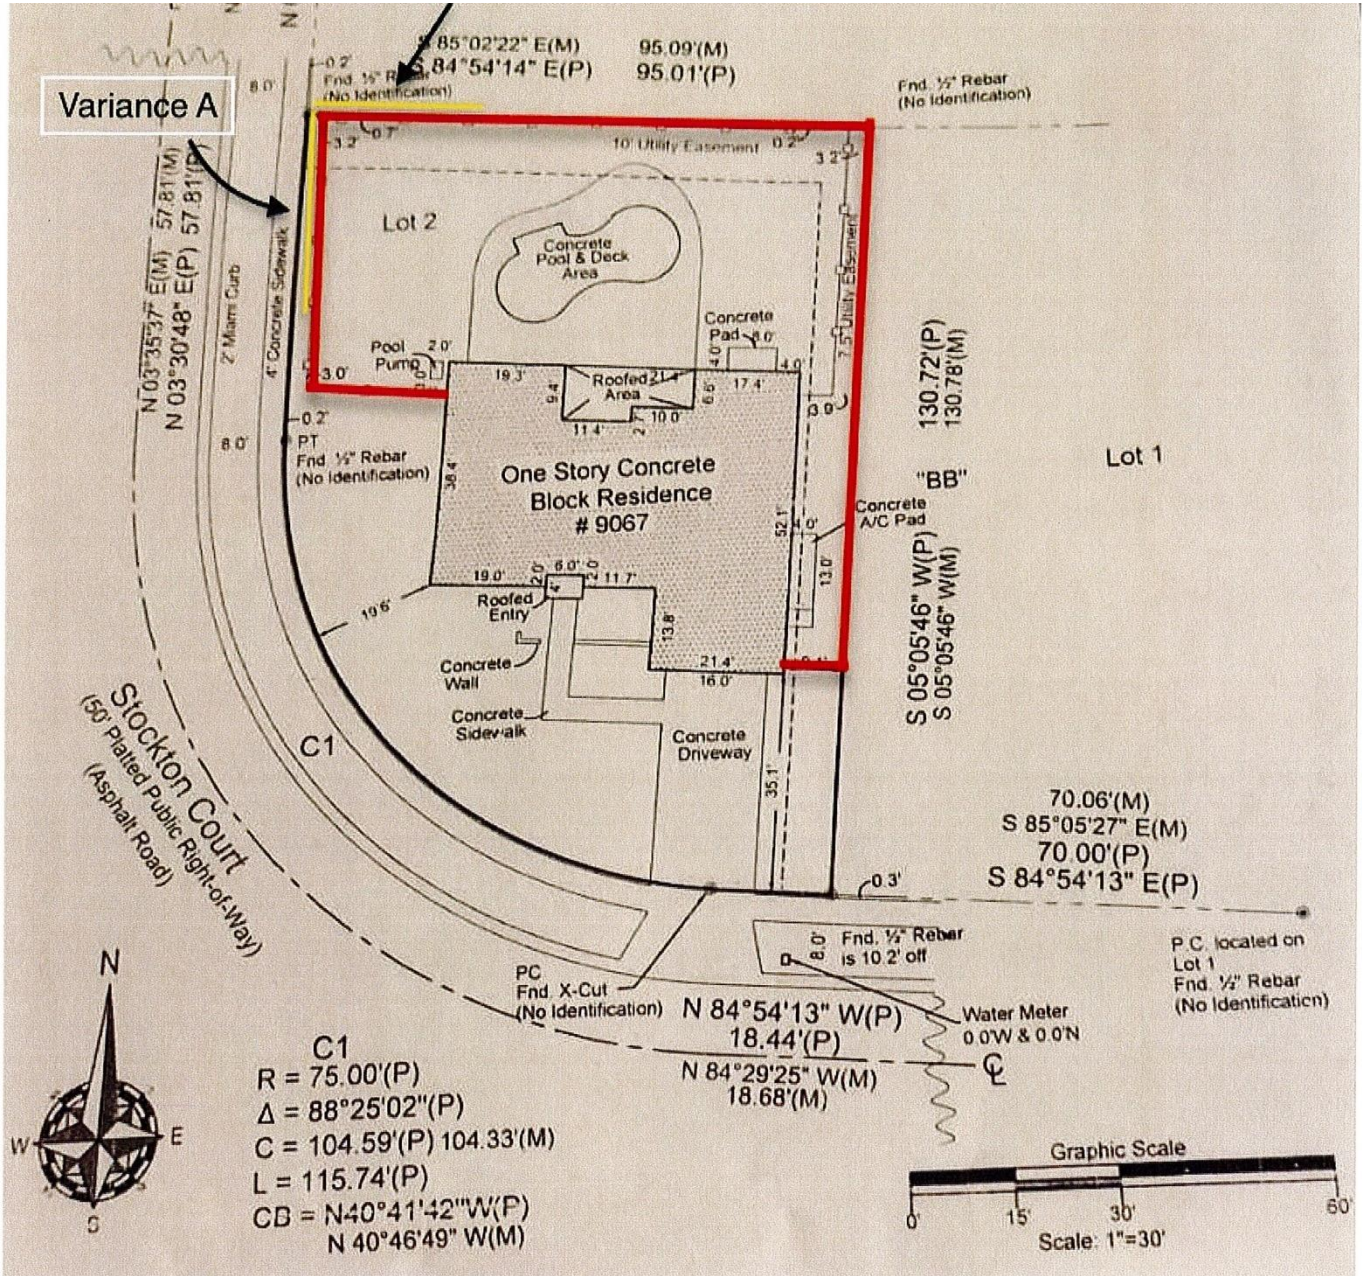 S 85°02'22" E(M) 95.09'(M)
S 84°54'14" E(P) 95.01'(P)
0.2'
Fnd. ½" Rebar
(No Identification)
Fnd. ½" Rebar
(No Identification)
8.0'
Variance A
3.2'
0.7'
10' Utility Easement
0.2'
3.2'
N 03°35'37" E(M) 57.81'(M)
N 03°30'48" E(P) 57.81'(P)
2' Miami Curb
4' Concrete Sidewalk
Lot 2
Concrete
Pool & Deck
Area
7.5' Utility Easement
Concrete
Pad
8.0'
4.0'
4.0'
Pool
Pump
2.0'
3.0'
19.3'
9.4'
Roofed
Area
21.4'
6.6'
17.4'
11.4'
2.7'
10.0'
3.0'
0.2'
PT
Fnd. ½" Rebar
(No Identification)
8.0'
38.4'
One Story Concrete
Block Residence
# 9067
52.1'
4.0'
Concrete
A/C Pad
13.0'
130.72'(P)
130.78'(M)
"BB"
S 05°05'46" W(P)
S 05°05'46" W(M)
Lot 1
19.6'
19.0'
2.0'
6.0'
2.0'
4'
11.7'
Roofed
Entry
13.8'
Concrete
Wall
21.4'
16.0'
Concrete
Sidewalk
Concrete
Driveway
35.1'
Stockton Court
(50' Platted Public Right-of-Way)
(Asphalt Road)
C1
70.06'(M)
S 85°05'27" E(M)
70.00'(P)
S 84°54'13" E(P)
0.3'
8.0'
Fnd. ½" Rebar
is 10.2' off
P.C. located on
Lot 1
Fnd. ½" Rebar
(No Identification)
PC
Fnd. X-Cut
(No Identification)
N 84°54'13" W(P)
18.44'(P)
N 84°29'25" W(M)
18.68'(M)
Water Meter
0.0'W & 0.0'N
℄
N
W
E
S
C1
R = 75.00'(P)
Δ = 88°25'02"(P)
C = 104.59'(P) 104.33'(M)
L = 115.74'(P)
CB = N40°41'42"W(P)
N 40°46'49" W(M)
Graphic Scale
0' 15' 30' 60'
Scale: 1"=30'